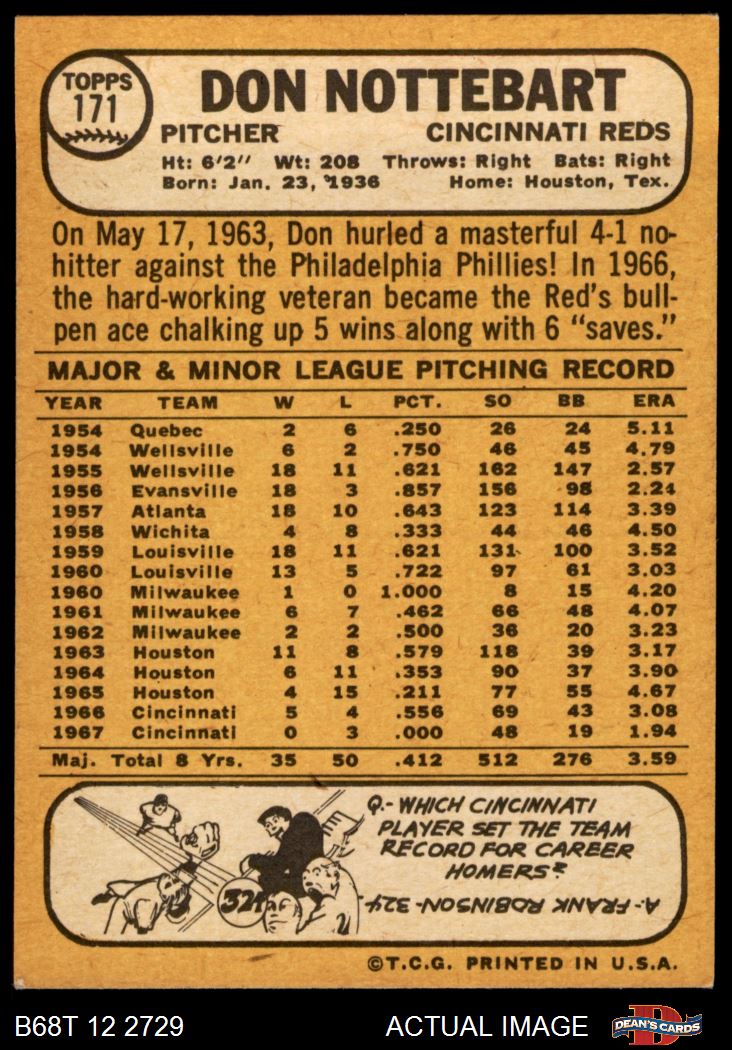 TOPPS
171
DON NOTTEBART
PITCHER CINCINNATI REDS
Ht: 6'2" Wt: 208 Throws: Right Bats: Right
Born: Jan. 23, 1936 Home: Houston, Tex.
On May 17, 1963, Don hurled a masterful 4-1 no-
hitter against the Philadelphia Phillies! In 1966,
the hard-working veteran became the Red's bull-
pen ace chalking up 5 wins along with 6 "saves."
MAJOR & MINOR LEAGUE PITCHING RECORD
YEAR TEAM W L PCT. SO BB ERA
1954 Quebec 2 6 .250 26 24 5.11
1954 Wellsville 6 2 .750 46 45 4.79
1955 Wellsville 18 11 .621 162 147 2.57
1956 Evansville 18 3 .857 156 98 2.24
1957 Atlanta 18 10 .643 123 114 3.39
1958 Wichita 4 8 .333 44 46 4.50
1959 Louisville 18 11 .621 131 100 3.52
1960 Louisville 13 5 .722 97 61 3.03
1960 Milwaukee 1 0 1.000 8 15 4.20
1961 Milwaukee 6 7 .462 66 48 4.07
1962 Milwaukee 2 2 .500 36 20 3.23
1963 Houston 11 8 .579 118 39 3.17
1964 Houston 6 11 .353 90 37 3.90
1965 Houston 4 15 .211 77 55 4.67
1966 Cincinnati 5 4 .556 69 43 3.08
1967 Cincinnati 0 3 .000 48 19 1.94
Maj. Total 8 Yrs. 35 50 .412 512 276 3.59
Q.- WHICH CINCINNATI
PLAYER SET THE TEAM
RECORD FOR CAREER
HOMERS?
A.- FRANK ROBINSON-324
324
©T.C.G. PRINTED IN U.S.A.
B68T 12 2729 ACTUAL IMAGE
D
DEAN'S CARDS